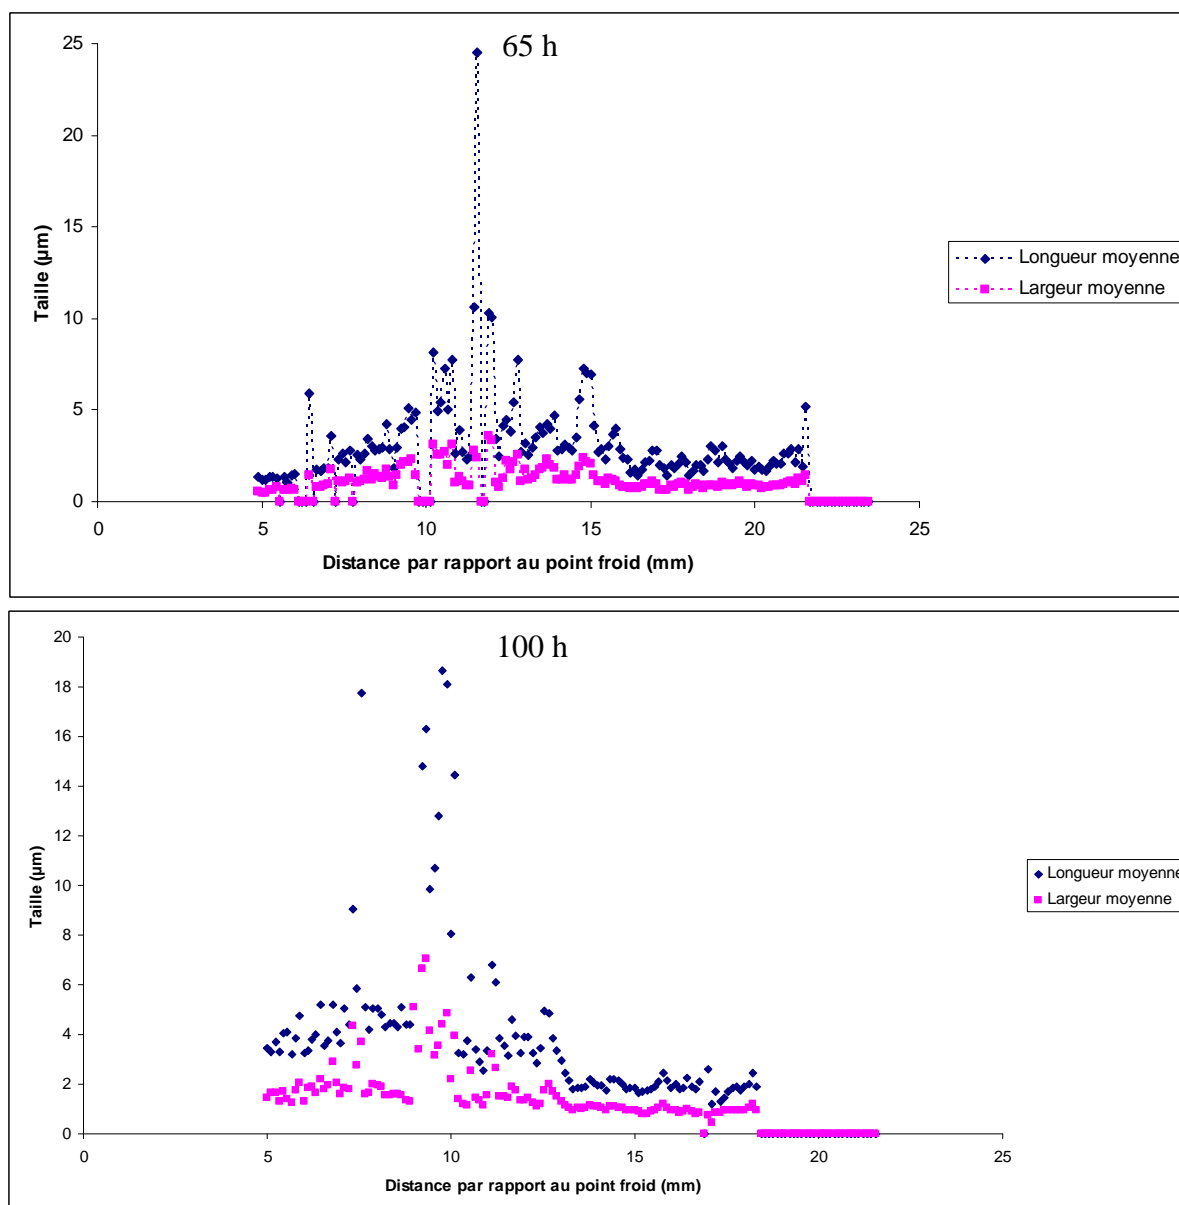 65 h
25
20
15
10
5
0
Taille (µm)
0 5 10 15 20 25
Distance par rapport au point froid (mm)
Longueur moyenne
Largeur moyenne
100 h
20
18
16
14
12
10
8
6
4
2
0
Taille (µm)
0 5 10 15 20 25
Distance par rapport au point froid (mm)
Longueur moyenne
Largeur moyenne